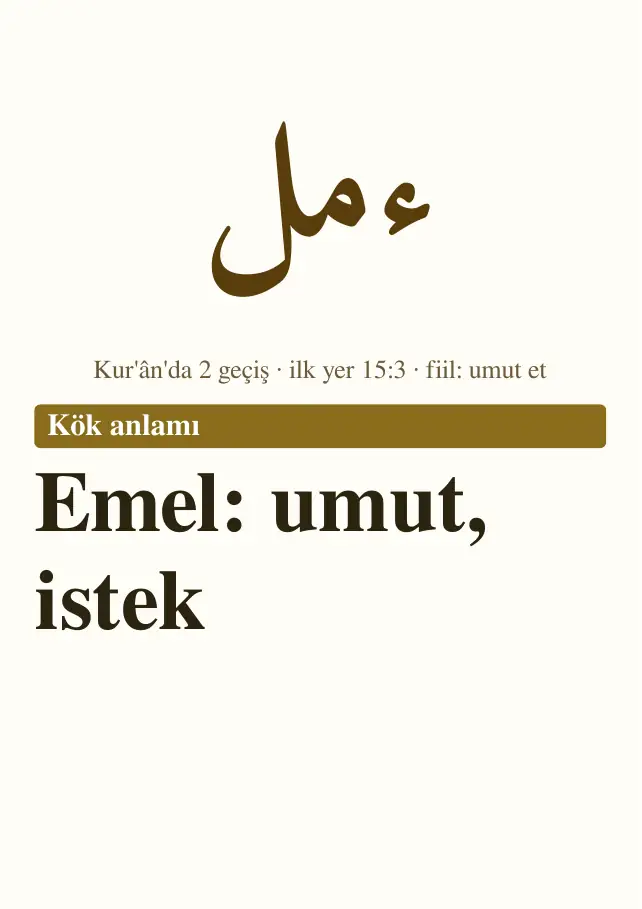 ءمل
Kur'ân'da 2 geçiş · ilk yer 15:3 · fiil: umut et
Kök anlamı
Emel: umut,
istek